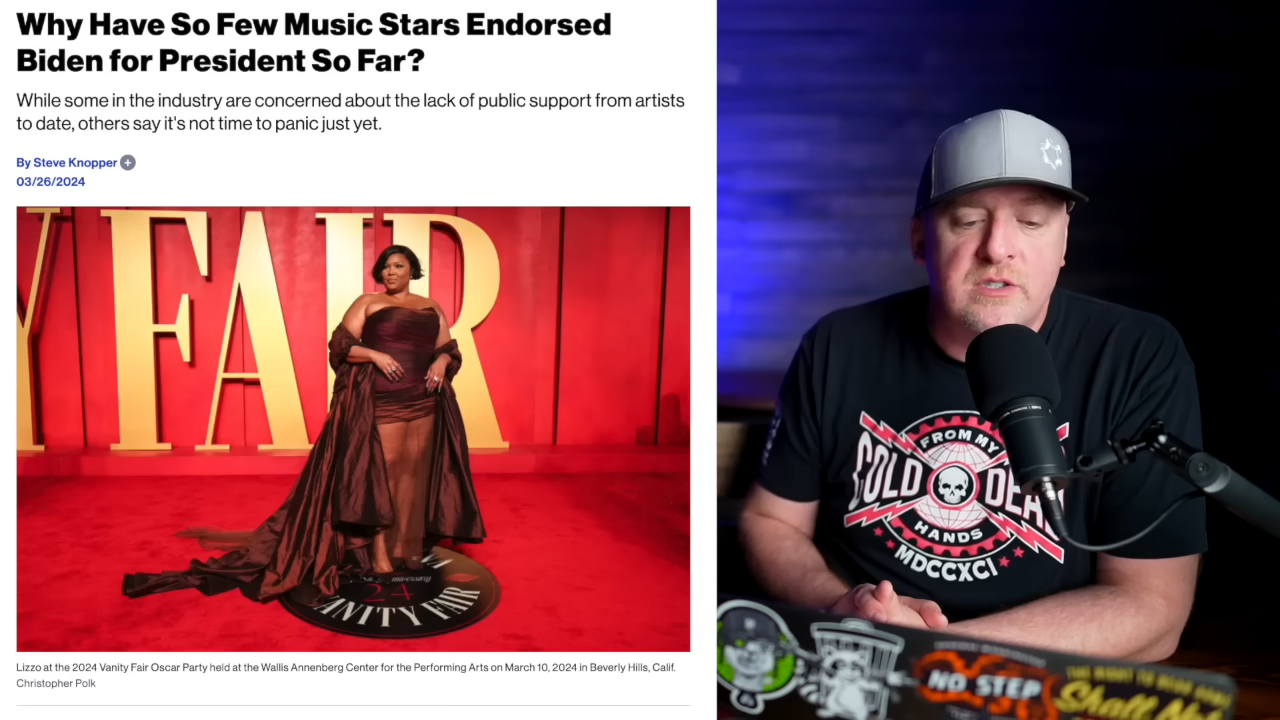 Why Have So Few Music Stars Endorsed
Biden for President So Far?
While some in the industry are concerned about the lack of public support from artists
to date, others say it's not time to panic just yet.
By Steve Knopper +
03/26/2024
Y FAIR
24
VANITY FAIR
Lizzo at the 2024 Vanity Fair Oscar Party held at the Wallis Annenberg Center for the Performing Arts on March 10, 2024 in Beverly Hills, Calif.
Christopher Polk
FROM MY
COLD DEAD
HANDS
MDCCXCI
NO STEP
Shall Not